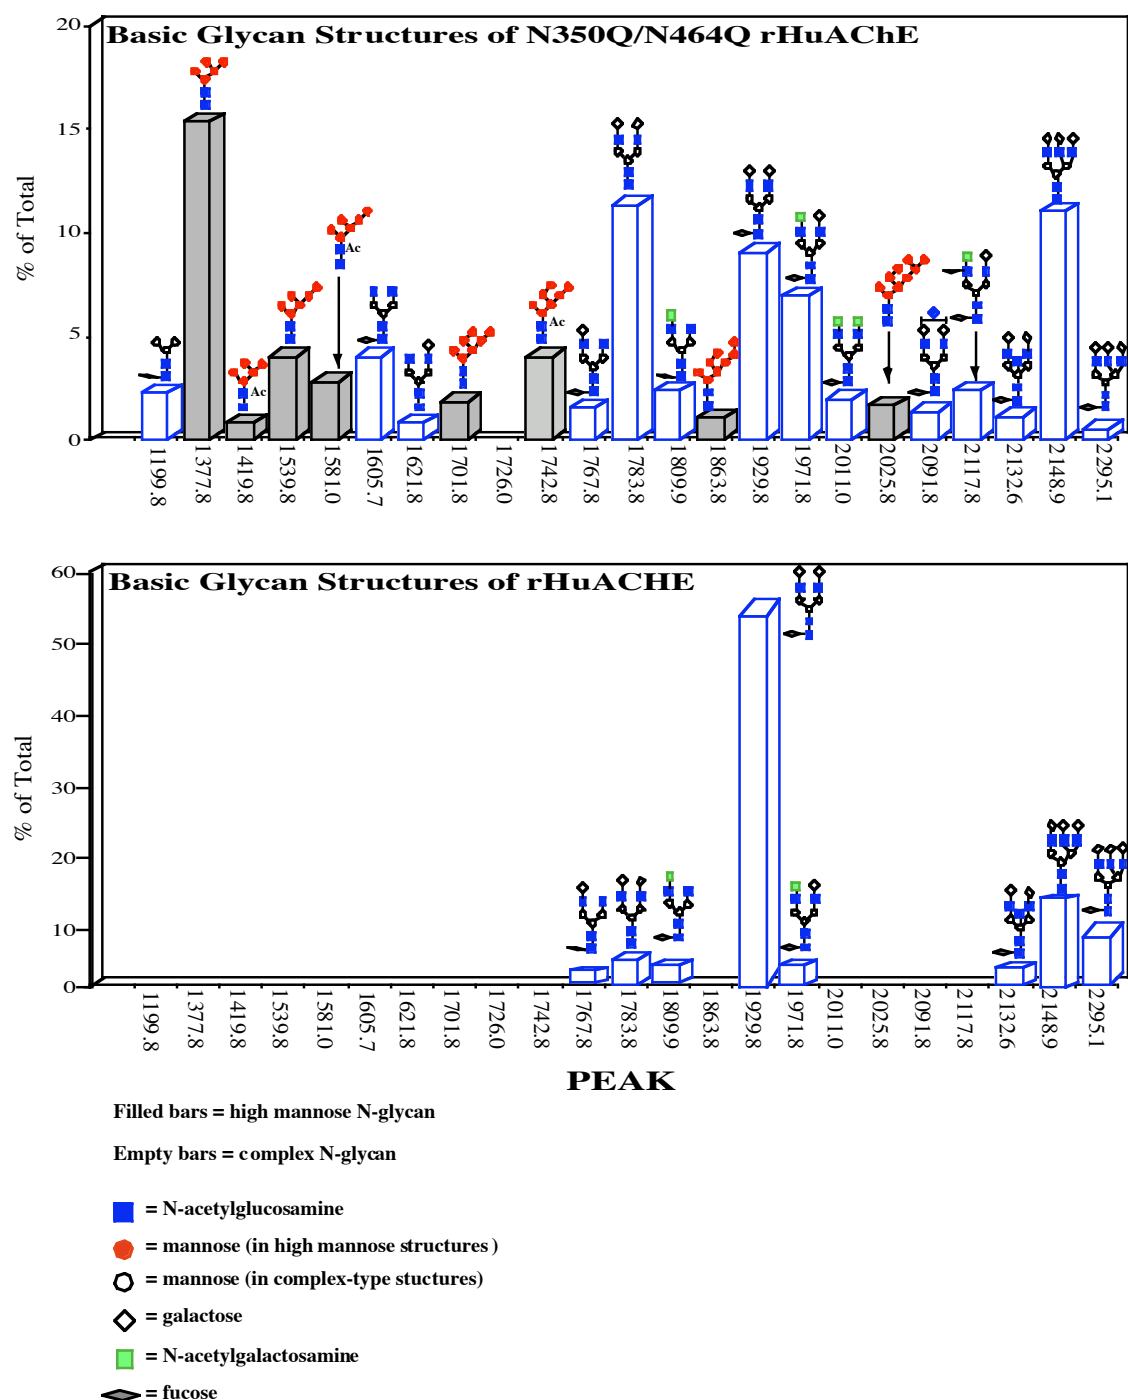 Basic Glycan Structures of N350Q/N464Q rHuAChE
% of Total
20
15
10
5
0
Ac
Ac
Ac
1199.8 1377.8 1419.8 1539.8 1581.0 1605.7 1621.8 1701.8 1726.0 1742.8 1767.8 1783.8 1809.9 1863.8 1929.8 1971.8 2011.0 2025.8 2091.8 2117.8 2132.6 2148.9 2295.1
Basic Glycan Structures of rHuACHE
% of Total
60
50
40
30
20
10
0
1199.8 1377.8 1419.8 1539.8 1581.0 1605.7 1621.8 1701.8 1726.0 1742.8 1767.8 1783.8 1809.9 1863.8 1929.8 1971.8 2011.0 2025.8 2091.8 2117.8 2132.6 2148.9 2295.1
PEAK
Filled bars = high mannose N-glycan
Empty bars = complex N-glycan
= N-acetylglucosamine
= mannose (in high mannose structures )
= mannose (in complex-type stuctures)
= galactose
= N-acetylgalactosamine
= fucose